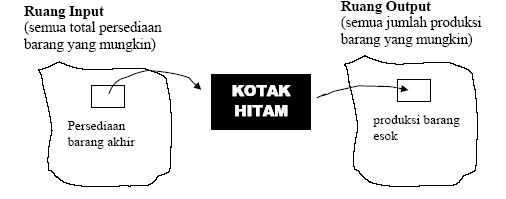 Ruang Input
(semua total persediaan
barang yang mungkin)
Persediaan
barang akhir
KOTAK
HITAM
Ruang Output
(semua jumlah produksi
barang yang mungkin)
produksi barang
esok